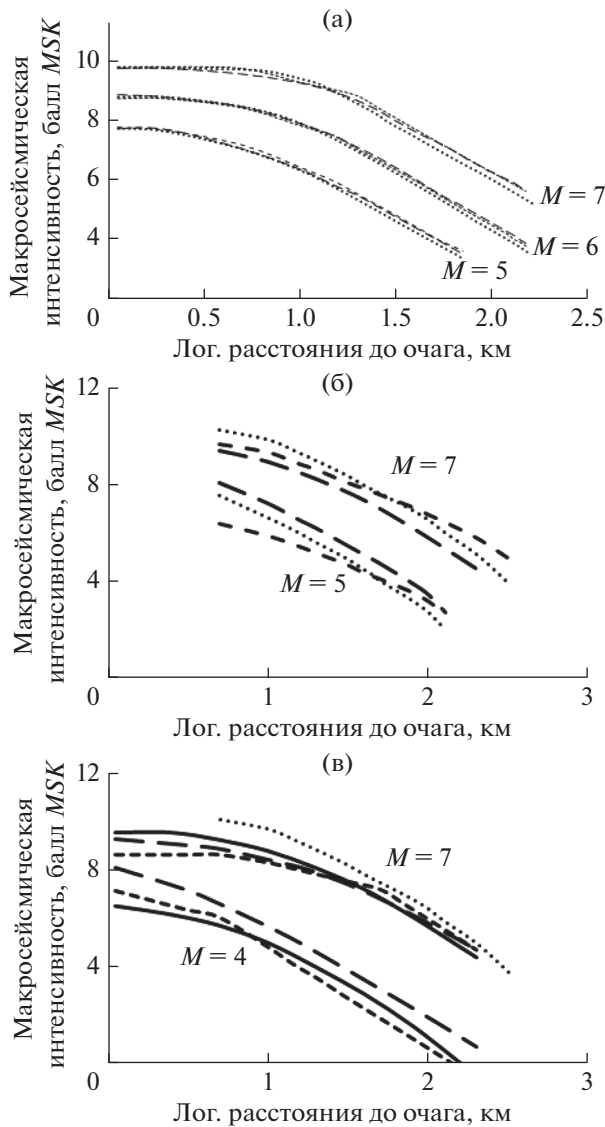 (а)
Макросейсмическая
интенсивность, балл MSK
10
8
6
4
0
M = 7
M = 6
M = 5
0.5 1.0 1.5 2.0 2.5
Лог. расстояния до очага, км
(б)
Макросейсмическая
интенсивность, балл MSK
12
8
4
0
M = 7
M = 5
1 2 3
Лог. расстояния до очага, км
(в)
Макросейсмическая
интенсивность, балл MSK
12
8
4
0
M = 7
M = 4
1 2 3
Лог. расстояния до очага, км